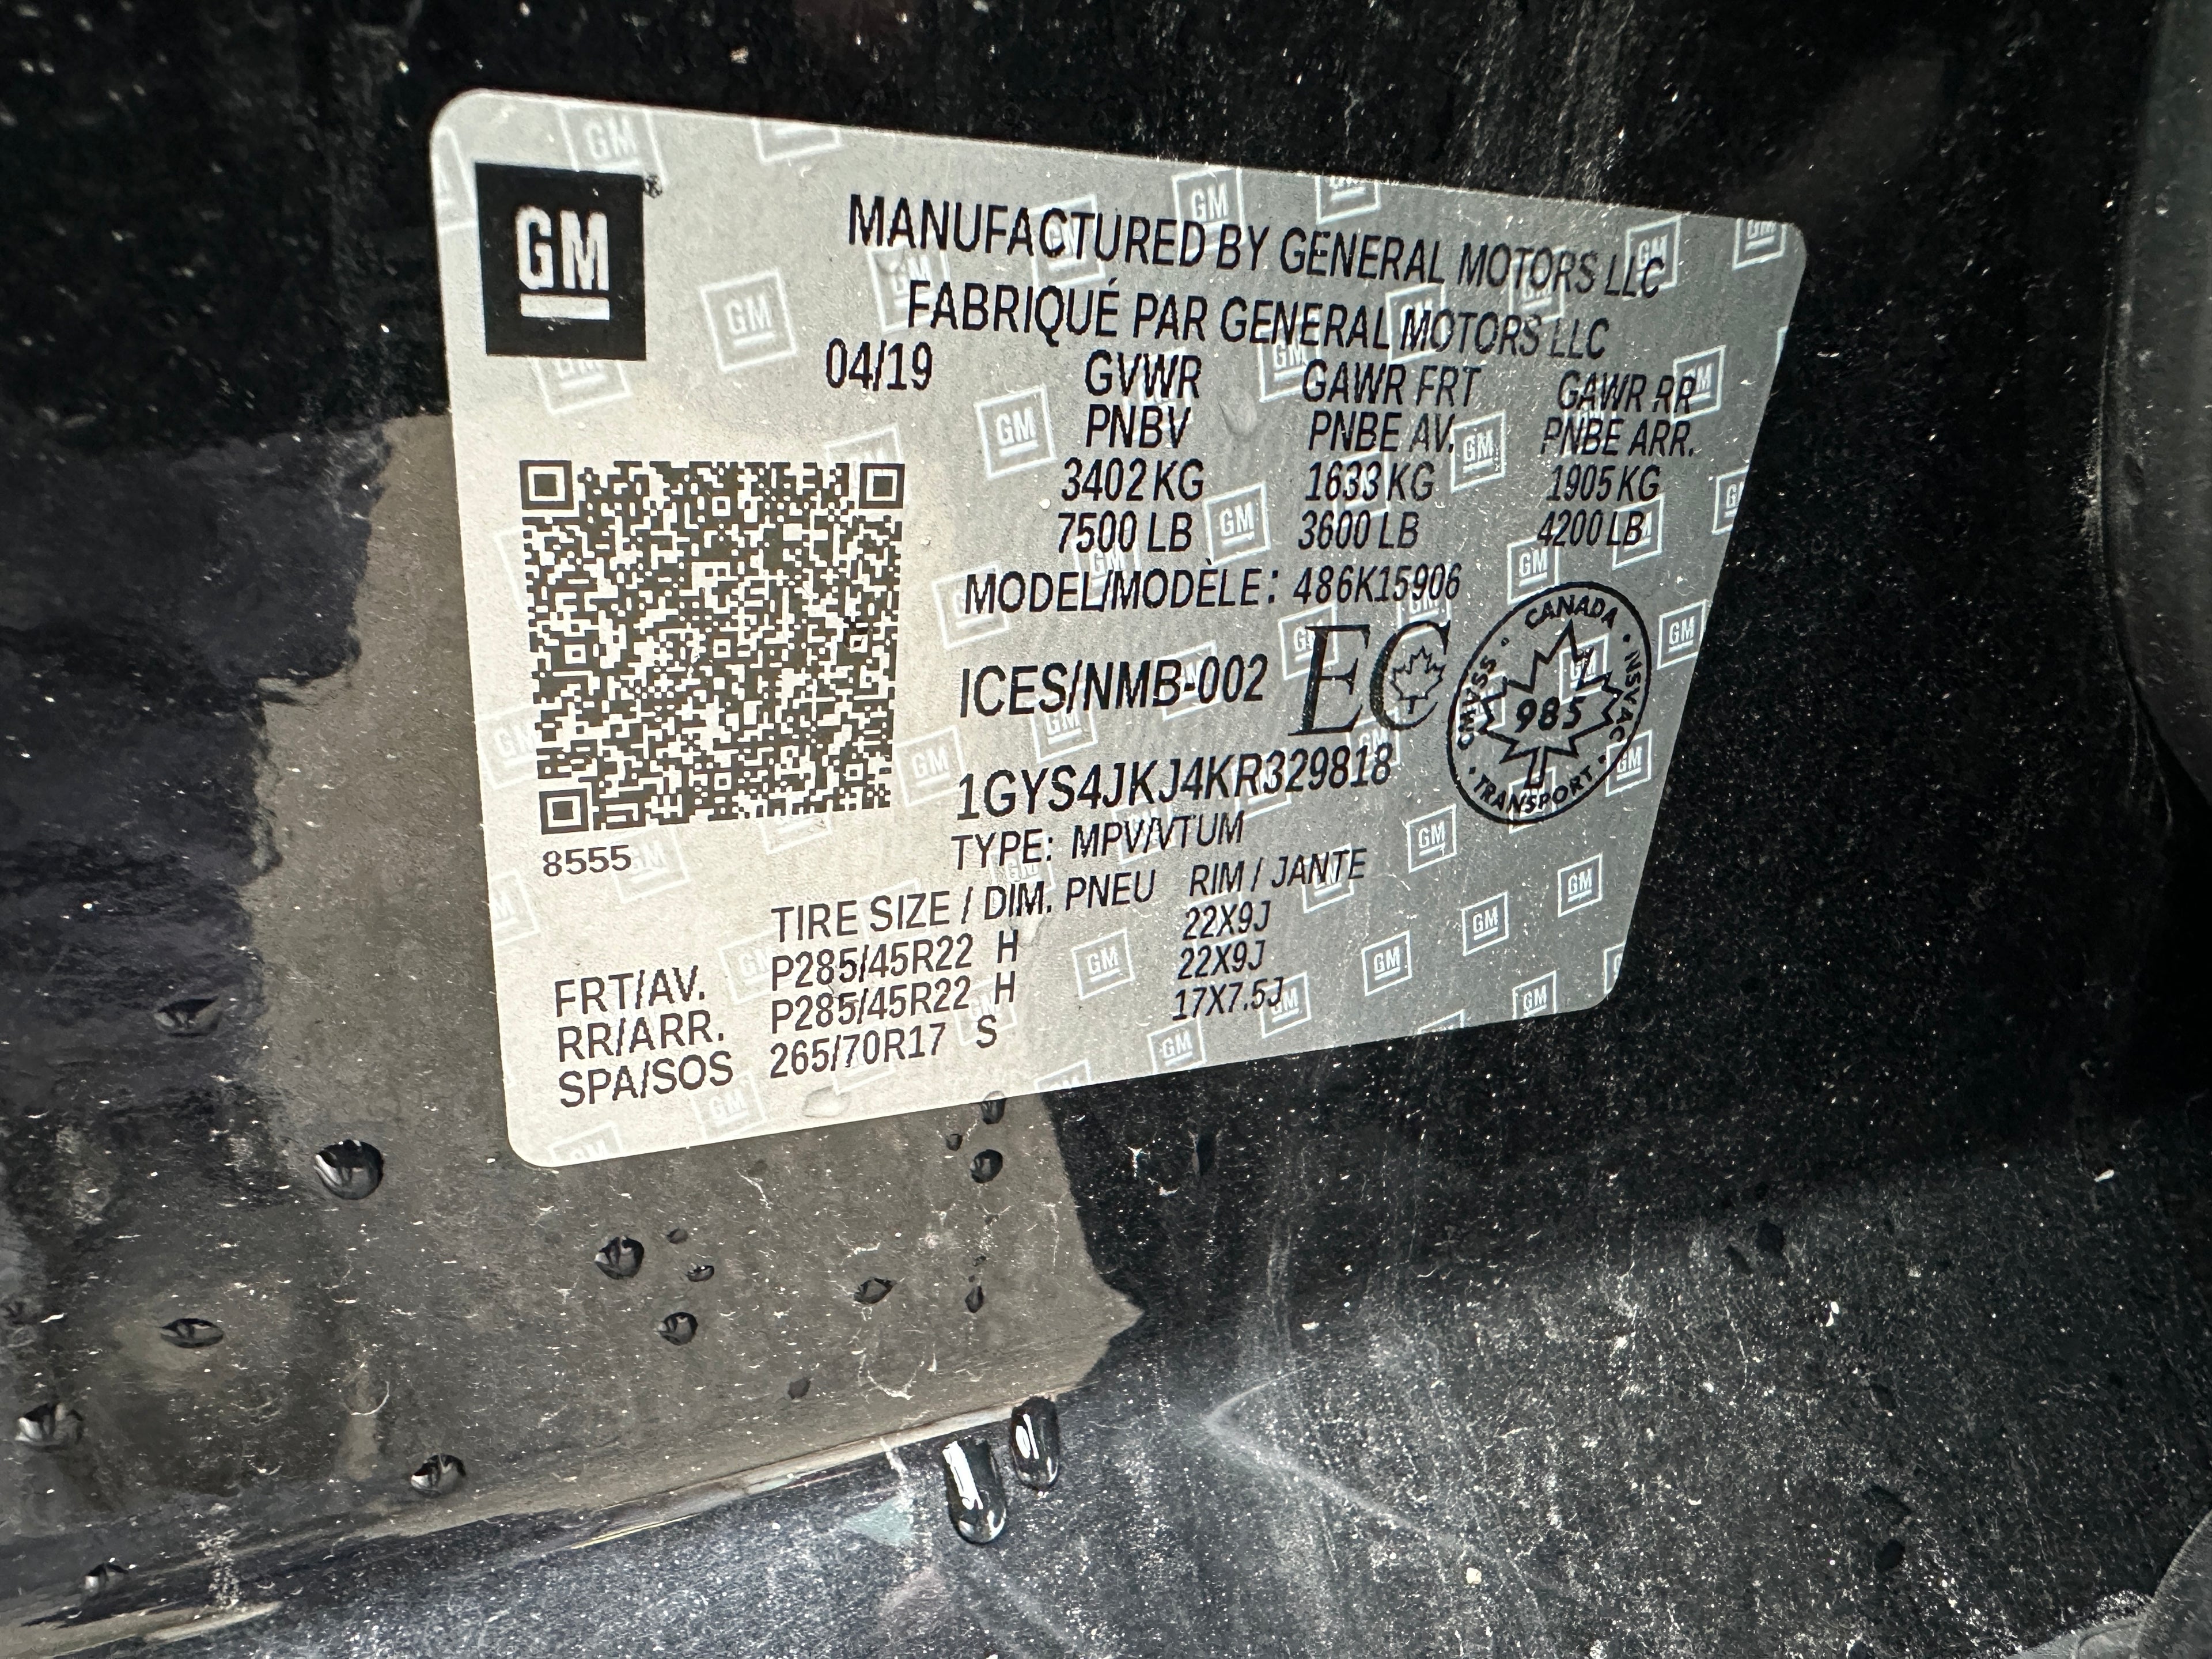 GM
MANUFACTURED BY GENERAL MOTORS LLC
FABRIQUÉ PAR GENERAL MOTORS LLC
04/19 GVWR GAWR FRT GAWR RR
PNBV PNBE AV. PNBE ARR.
3402 KG 1633 KG 1905 KG
7500 LB 3600 LB 4200 LB
MODEL/MODÈLE: 486K15906
ICES/NMB-002 EC
CANADA
CMVSS 985 NSVAC
TRANSPORT
1GYS4JKJ4KR329818
8555
TYPE: MPV/VTUM
TIRE SIZE / DIM. PNEU RIM / JANTE
FRT/AV. P285/45R22 H 22X9J
RR/ARR. P285/45R22 H 22X9J
SPA/SOS 265/70R17 S 17X7.5J